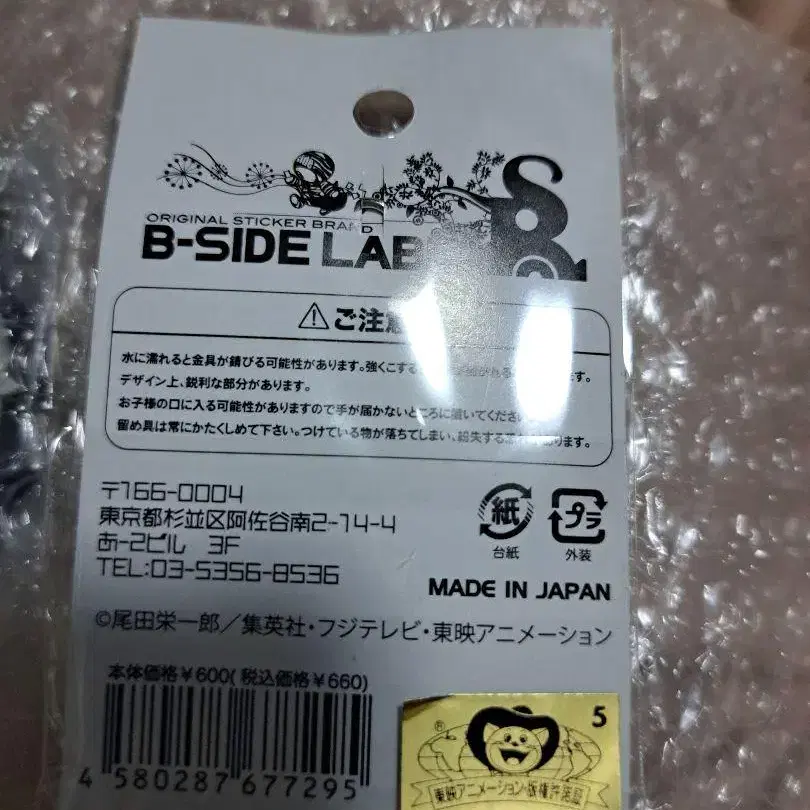 ORIGINAL STICKER BRAND
B-SIDE LAB
⚠ご注意
水に濡れると金具が錆びる可能性があります。強くこする
ます。
デザイン上、鋭利な部分があります。
お子様の口に入る可能性がありますので手が届かないところに置いてください
留め具は常にかたくしめて下さい。つけている物が落ちてしまい、紛失する
あります。
〒166-0004
東京都杉並区阿佐谷南2-14-4
あ-2ビル 3F
TEL:03-5356-8536
紙
台紙
プラ
外装
MADE IN JAPAN
©尾田栄一郎/集英社・フジテレビ・東映アニメーション
本体価格¥600(税込価格¥660)
4 580287 677295
5
®
東映アニメーション・版権許諾証